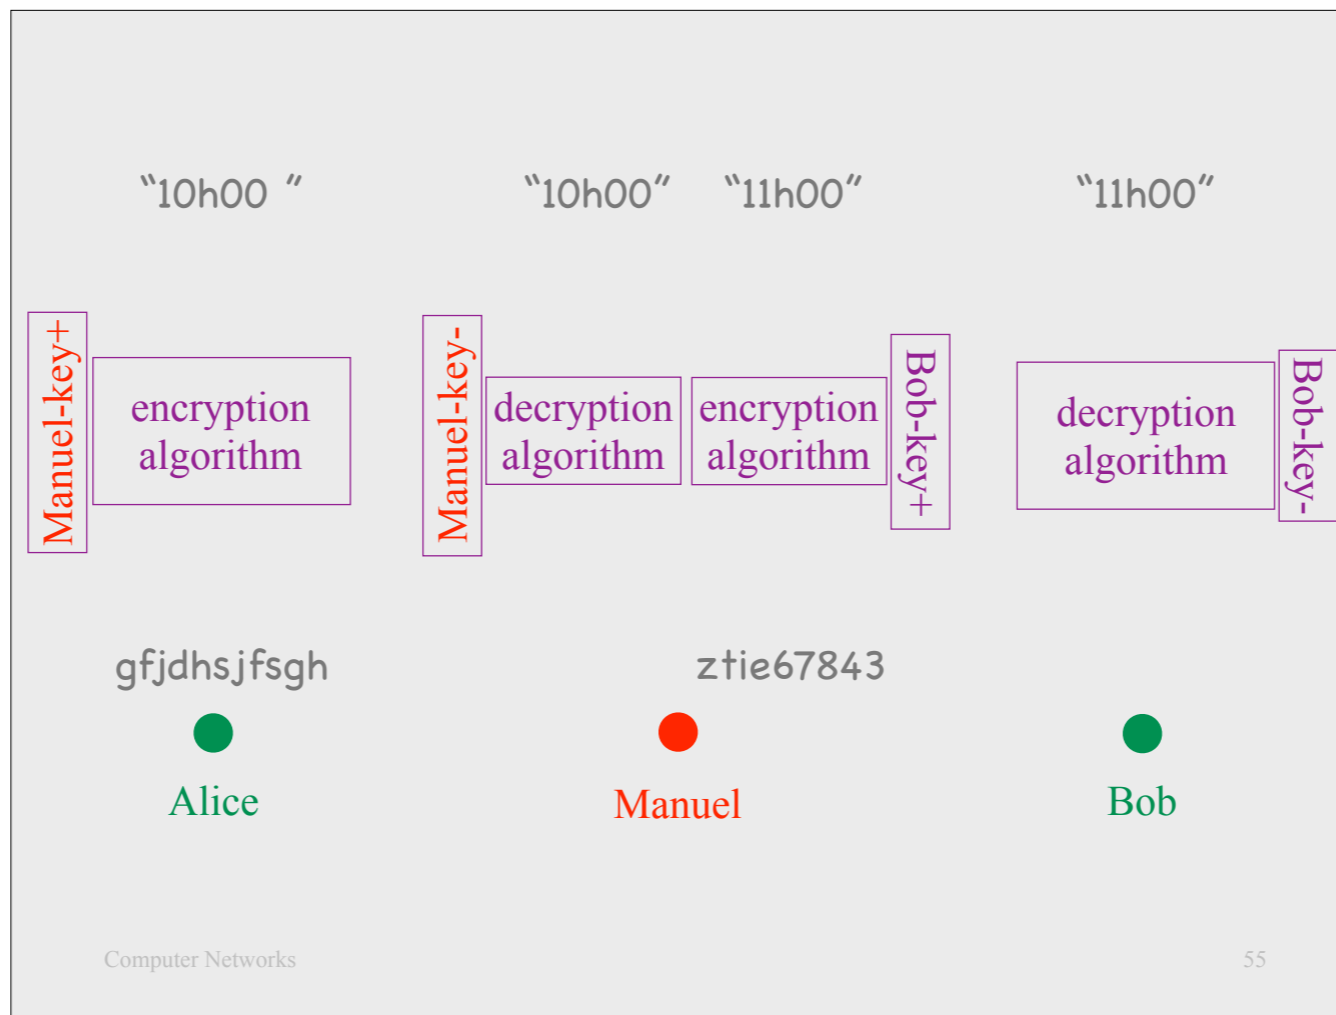 “10h00 ” “10h00” “11h00” “11h00”
Manuel-key+
encryption
algorithm
Manuel-key-
decryption
algorithm
encryption
algorithm
Bob-key+
decryption
algorithm
Bob-key-
gfjdhsjfsgh ztie67843
Alice Manuel Bob
Computer Networks 55